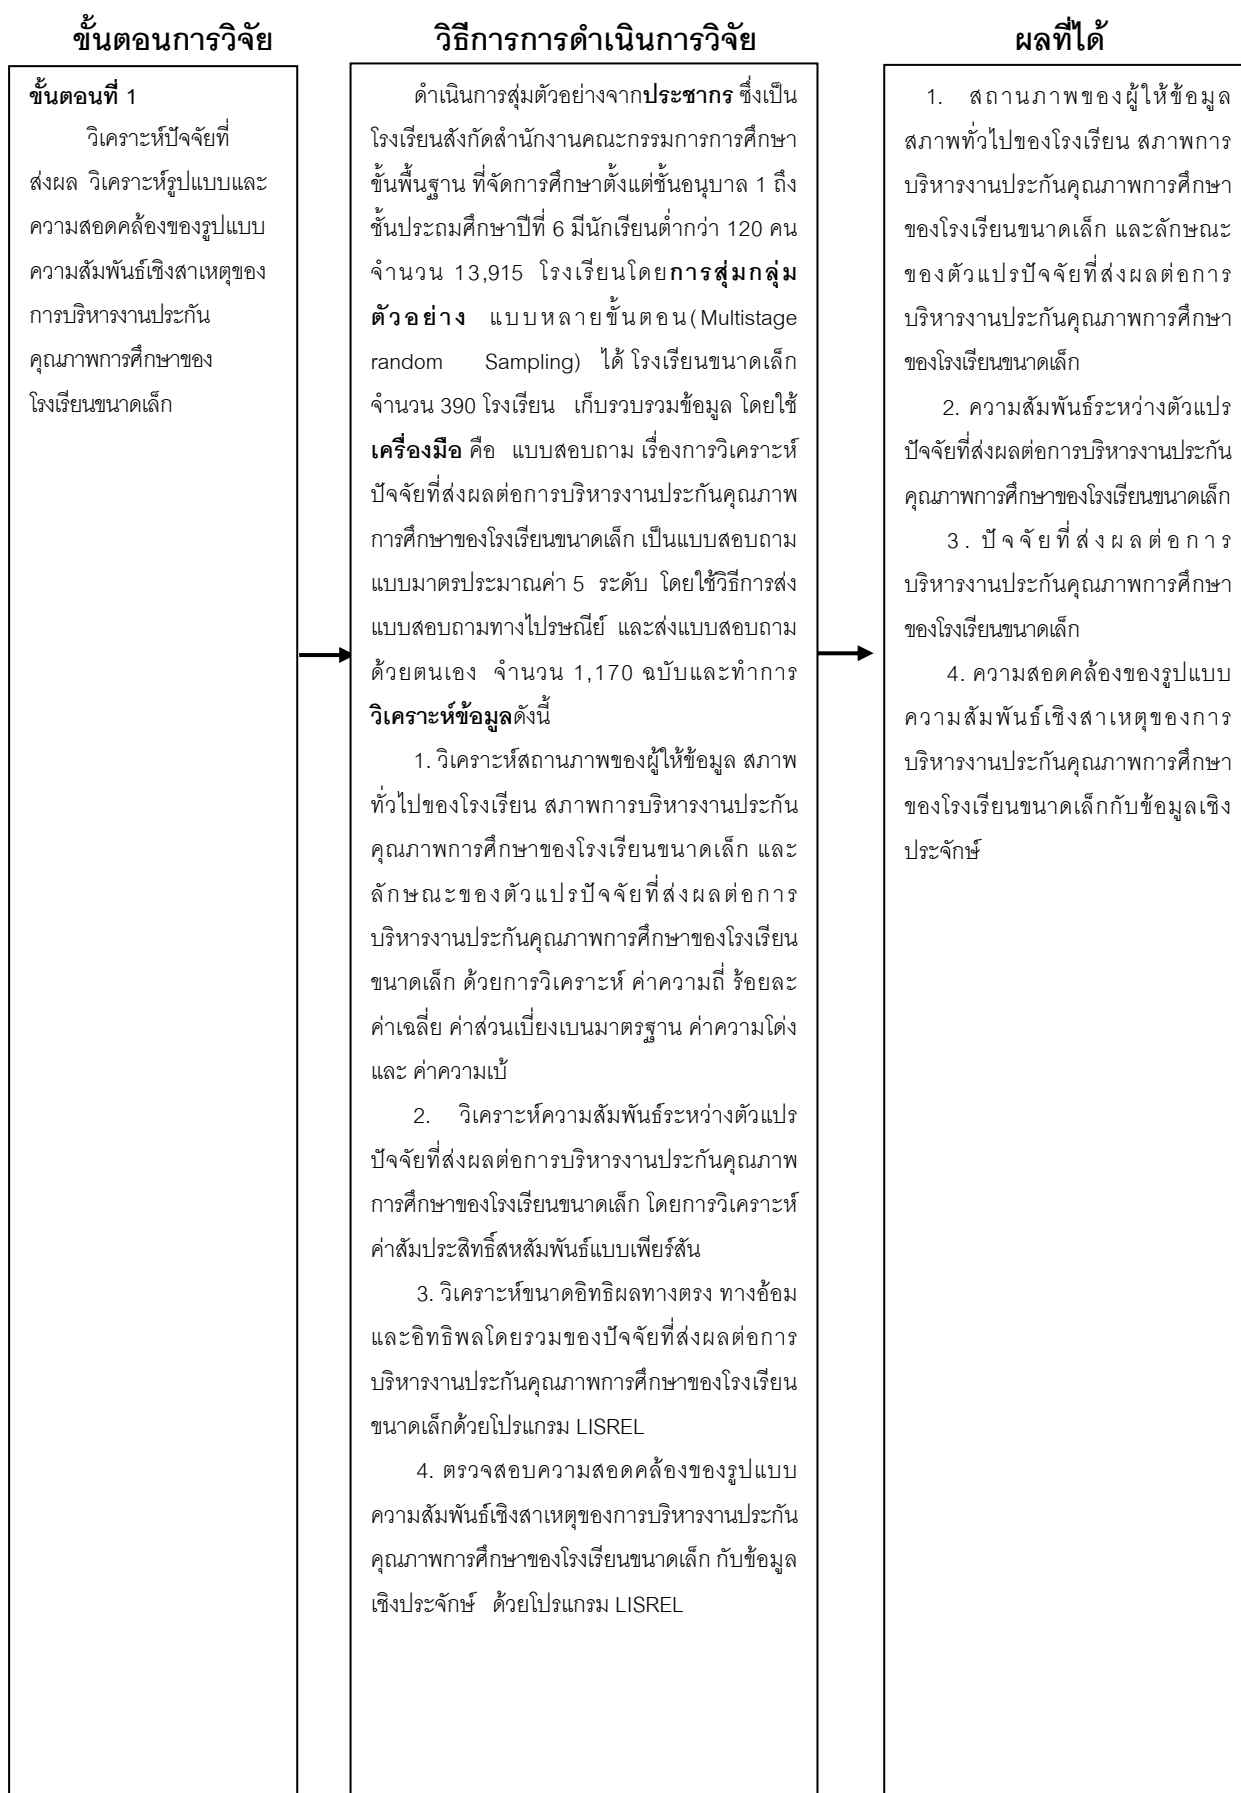 ขั้นตอนการวิจัย
วิธีการการดำเนินการวิจัย
ผลที่ได้
ขั้นตอนที่ 1
วิเคราะห์ปัจจัยที่
ส่งผล วิเคราะห์รูปแบบและ
ความสอดคล้องของรูปแบบ
ความสัมพันธ์เชิงสาเหตุของ
การบริหารงานประกัน
คุณภาพการศึกษาของ
โรงเรียนขนาดเล็ก
ดำเนินการสุ่มตัวอย่างจากประชากร ซึ่งเป็น
โรงเรียนสังกัดสำนักงานคณะกรรมการการศึกษา
ขั้นพื้นฐาน ที่จัดการศึกษาตั้งแต่ชั้นอนุบาล 1 ถึง
ชั้นประถมศึกษาปีที่ 6 มีนักเรียนต่ำกว่า 120 คน
จำนวน 13,915 โรงเรียนโดยการสุ่มกลุ่ม
ตัวอย่าง แบบหลายขั้นตอน(Multistage
random Sampling) ได้ โรงเรียนขนาดเล็ก
จำนวน 390 โรงเรียน เก็บรวบรวมข้อมูล โดยใช้
เครื่องมือ คือ แบบสอบถาม เรื่องการวิเคราะห์
ปัจจัยที่ส่งผลต่อการบริหารงานประกันคุณภาพ
การศึกษาของโรงเรียนขนาดเล็ก เป็นแบบสอบถาม
แบบมาตรประมาณค่า 5 ระดับ โดยใช้วิธีการส่ง
แบบสอบถามทางไปรษณีย์ และส่งแบบสอบถาม
ด้วยตนเอง จำนวน 1,170 ฉบับและทำการ
วิเคราะห์ข้อมูลดังนี้
1. วิเคราะห์สถานภาพของผู้ให้ข้อมูล สภาพ
ทั่วไปของโรงเรียน สภาพการบริหารงานประกัน
คุณภาพการศึกษาของโรงเรียนขนาดเล็ก และ
ลักษณะของตัวแปรปัจจัยที่ส่งผลต่อการ
บริหารงานประกันคุณภาพการศึกษาของโรงเรียน
ขนาดเล็ก ด้วยการวิเคราะห์ ค่าความถี่ ร้อยละ
ค่าเฉลี่ย ค่าส่วนเบี่ยงเบนมาตรฐาน ค่าความโด่ง
และ ค่าความเบ้
2. วิเคราะห์ความสัมพันธ์ระหว่างตัวแปร
ปัจจัยที่ส่งผลต่อการบริหารงานประกันคุณภาพ
การศึกษาของโรงเรียนขนาดเล็ก โดยการวิเคราะห์
ค่าสัมประสิทธิ์สหสัมพันธ์แบบเพียร์สัน
3. วิเคราะห์ขนาดอิทธิผลทางตรง ทางอ้อม
และอิทธิพลโดยรวมของปัจจัยที่ส่งผลต่อการ
บริหารงานประกันคุณภาพการศึกษาของโรงเรียน
ขนาดเล็กด้วยโปรแกรม LISREL
4. ตรวจสอบความสอดคล้องของรูปแบบ
ความสัมพันธ์เชิงสาเหตุของการบริหารงานประกัน
คุณภาพการศึกษาของโรงเรียนขนาดเล็ก กับข้อมูล
เชิงประจักษ์ ด้วยโปรแกรม LISREL
1. สถานภาพของผู้ให้ข้อมูล
สภาพทั่วไปของโรงเรียน สภาพการ
บริหารงานประกันคุณภาพการศึกษา
ของโรงเรียนขนาดเล็ก และลักษณะ
ของตัวแปรปัจจัยที่ส่งผลต่อการ
บริหารงานประกันคุณภาพการศึกษา
ของโรงเรียนขนาดเล็ก
2. ความสัมพันธ์ระหว่างตัวแปร
ปัจจัยที่ส่งผลต่อการบริหารงานประกัน
คุณภาพการศึกษาของโรงเรียนขนาดเล็ก
3. ปัจจัยที่ส่งผลต่อการ
บริหารงานประกันคุณภาพการศึกษา
ของโรงเรียนขนาดเล็ก
4. ความสอดคล้องของรูปแบบ
ความสัมพันธ์เชิงสาเหตุของการ
บริหารงานประกันคุณภาพการศึกษา
ของโรงเรียนขนาดเล็กกับข้อมูลเชิง
ประจักษ์